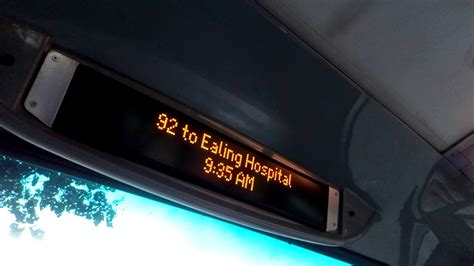 92 to Ealing Hospital
9:35 AM